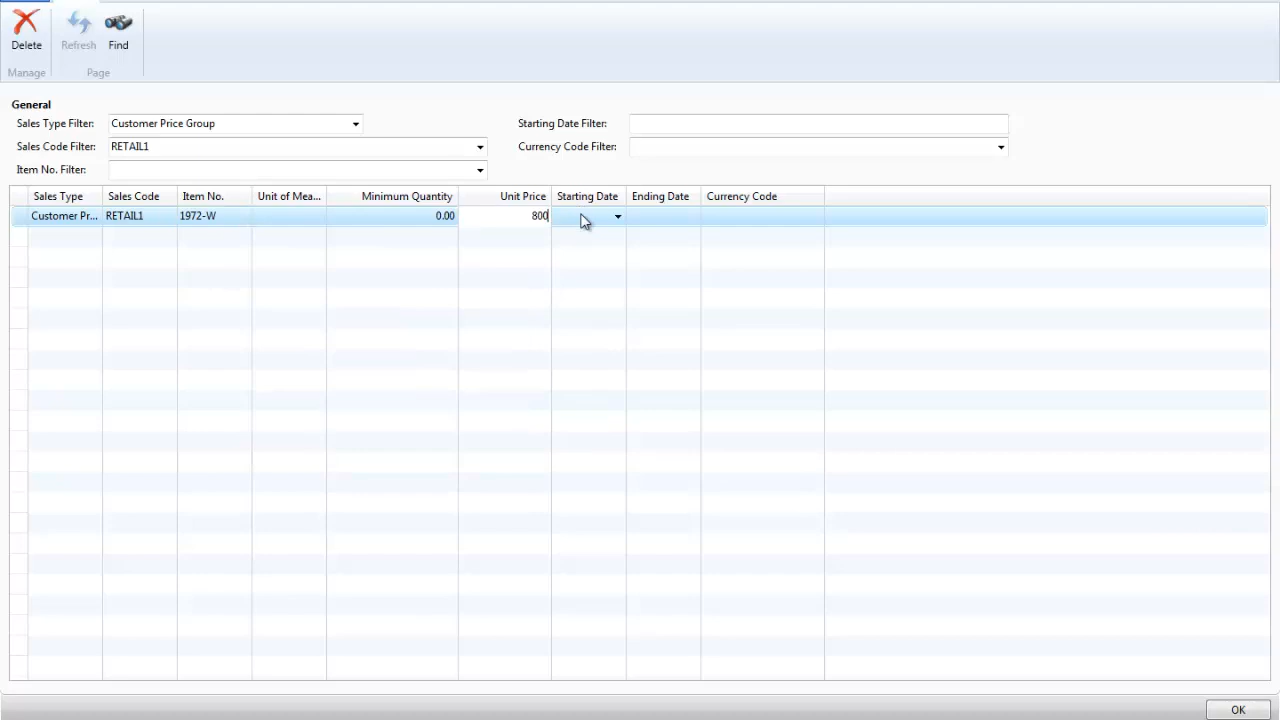 Delete
Refresh
Find
Manage
Page
General
Sales Type Filter: Customer Price Group
Starting Date Filter:
Sales Code Filter: RETAIL1
Currency Code Filter:
Item No. Filter:
Sales Type Sales Code Item No. Unit of Mea... Minimum Quantity Unit Price Starting Date Ending Date Currency Code
Customer Pr... RETAIL1 1972-W 0.00 800
OK